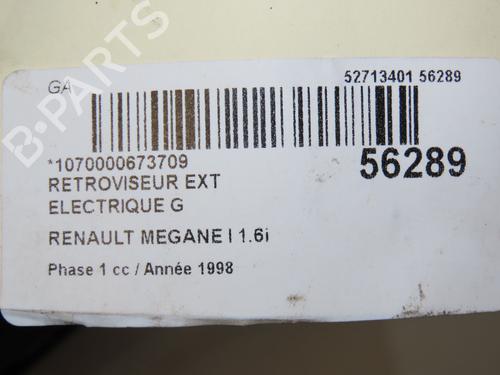 GA
52713401 56289
*1070000673709
56289
RETROVISEUR EXT
ELECTRIQUE G
RENAULT MEGANE I 1.6i
Phase 1 cc / Année 1998
B-PARTS